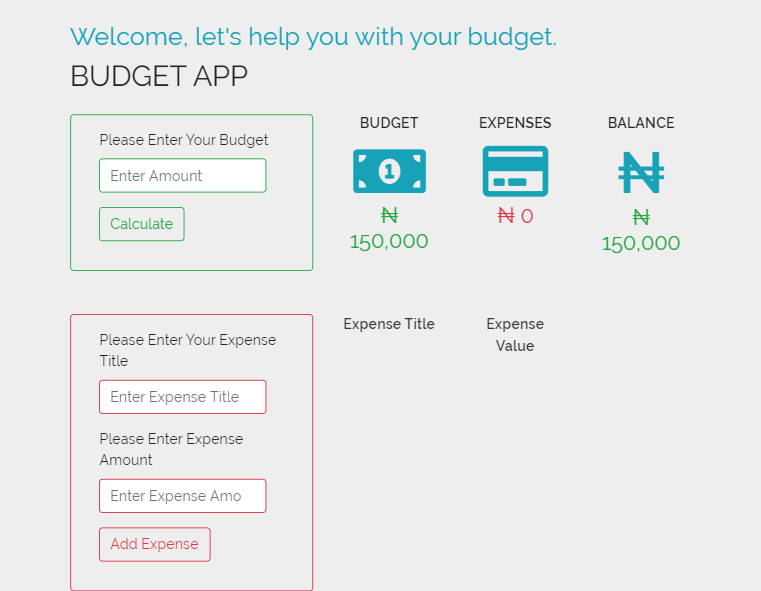 Welcome, let's help you with your budget.
BUDGET APP
Please Enter Your Budget
Enter Amount
Calculate
BUDGET
1
₦
150,000
EXPENSES
₦ 0
BALANCE
₦
₦
150,000
Please Enter Your Expense
Title
Enter Expense Title
Please Enter Expense
Amount
Enter Expense Amo
Add Expense
Expense Title
Expense
Value